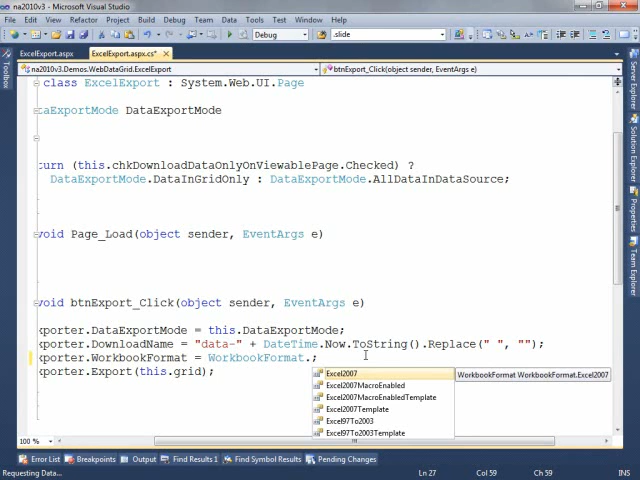 na2010v3 - Microsoft Visual Studio
File Edit View Refactor Project Build Debug Team Data Tools Test Window Help
Debug .slide
ExcelExport.aspx ExcelExport.aspx.cs*
na2010v3.Demos.WebDataGrid.ExcelExport btnExport_Click(object sender, EventArgs e)
class ExcelExport : System.Web.UI.Page
taExportMode DataExportMode
turn (this.chkDownloadDataOnlyOnViewablePage.Checked) ?
DataExportMode.DataInGridOnly : DataExportMode.AllDataInDataSource;
void Page_Load(object sender, EventArgs e)
void btnExport_Click(object sender, EventArgs e)
xporter.DataExportMode = this.DataExportMode;
xporter.DownloadName = "data-" + DateTime.Now.ToString().Replace(" ", "");
xporter.WorkbookFormat = WorkbookFormat.;
xporter.Export(this.grid);
Excel2007
WorkbookFormat WorkbookFormat.Excel2007
Excel2007MacroEnabled
Excel2007MacroEnabledTemplate
Excel2007Template
Excel97To2003
Excel97To2003Template
Toolbox
Server Explorer
Solution Explorer
Properties
Team Explorer
100 %
Error List Breakpoints Output Find Results 1 Find Symbol Results Pending Changes
Requesting Data... Ln 27 Col 59 Ch 59 INS